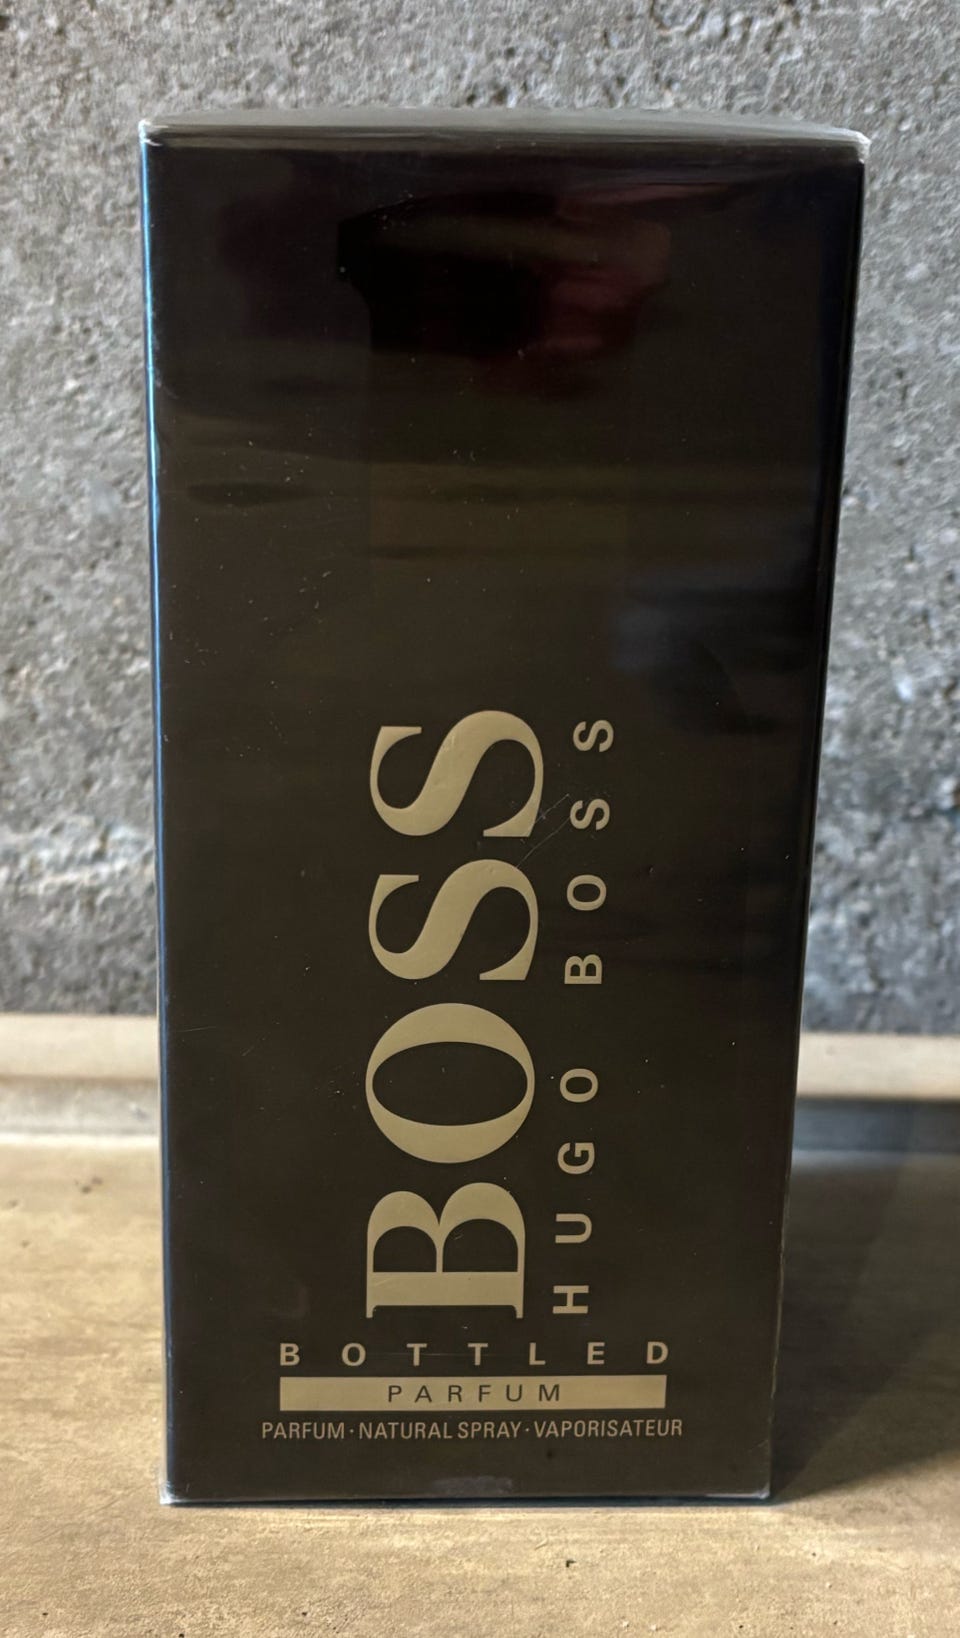 BOSS
HUGO BOSS
BOTTLED
PARFUM
PARFUM·NATURAL SPRAY·VAPORISATEUR